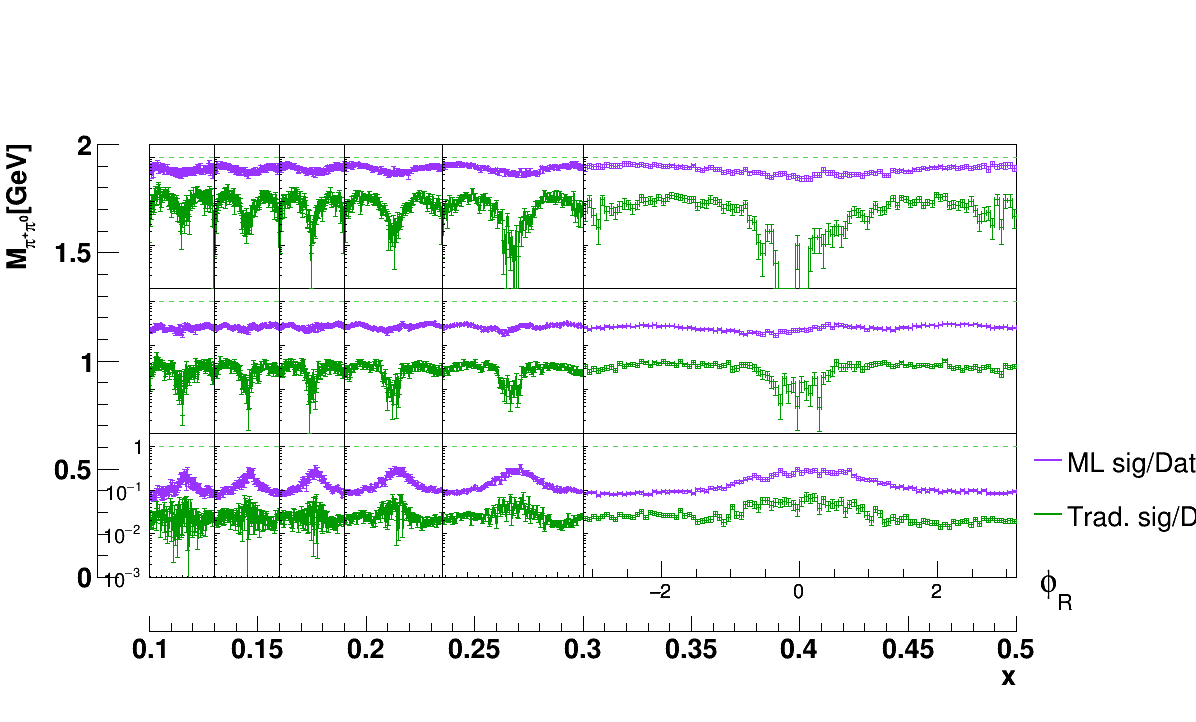 M_{π⁺π⁰}[GeV]
2
1.5
1
0.5
0
1
10⁻¹
10⁻²
10⁻³
ML sig/Dat
Trad. sig/D
−2 0 2
ϕ_R
0.1 0.15 0.2 0.25 0.3 0.35 0.4 0.45 0.5
x